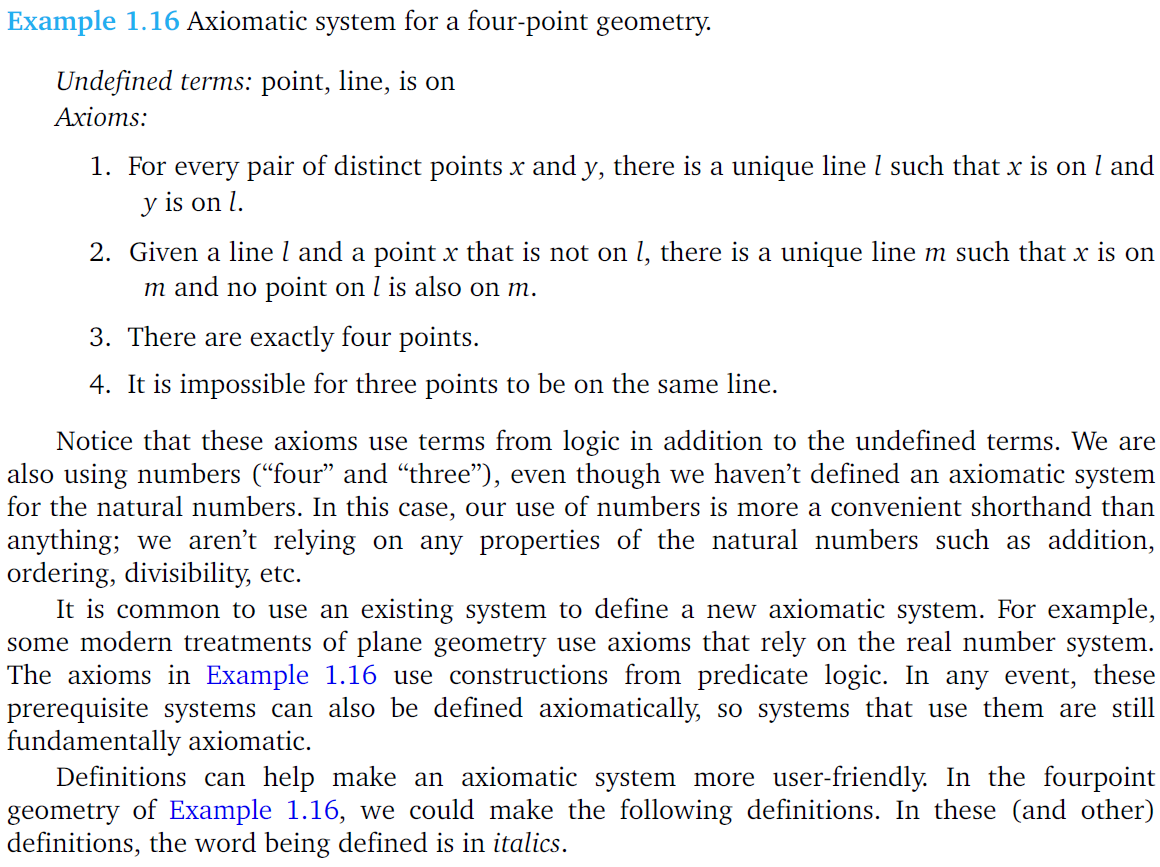 Example 1.16 Axiomatic system for a four-point geometry.
Undefined terms: point, line, is on
Axioms:
1. For every pair of distinct points x and y, there is a unique line l such that x is on l and
y is on l.
2. Given a line l and a point x that is not on l, there is a unique line m such that x is on
m and no point on l is also on m.
3. There are exactly four points.
4. It is impossible for three points to be on the same line.
Notice that these axioms use terms from logic in addition to the undefined terms. We are
also using numbers (“four” and “three”), even though we haven’t defined an axiomatic system
for the natural numbers. In this case, our use of numbers is more a convenient shorthand than
anything; we aren’t relying on any properties of the natural numbers such as addition,
ordering, divisibility, etc.
It is common to use an existing system to define a new axiomatic system. For example,
some modern treatments of plane geometry use axioms that rely on the real number system.
The axioms in Example 1.16 use constructions from predicate logic. In any event, these
prerequisite systems can also be defined axiomatically, so systems that use them are still
fundamentally axiomatic.
Definitions can help make an axiomatic system more user-friendly. In the fourpoint
geometry of Example 1.16, we could make the following definitions. In these (and other)
definitions, the word being defined is in italics.